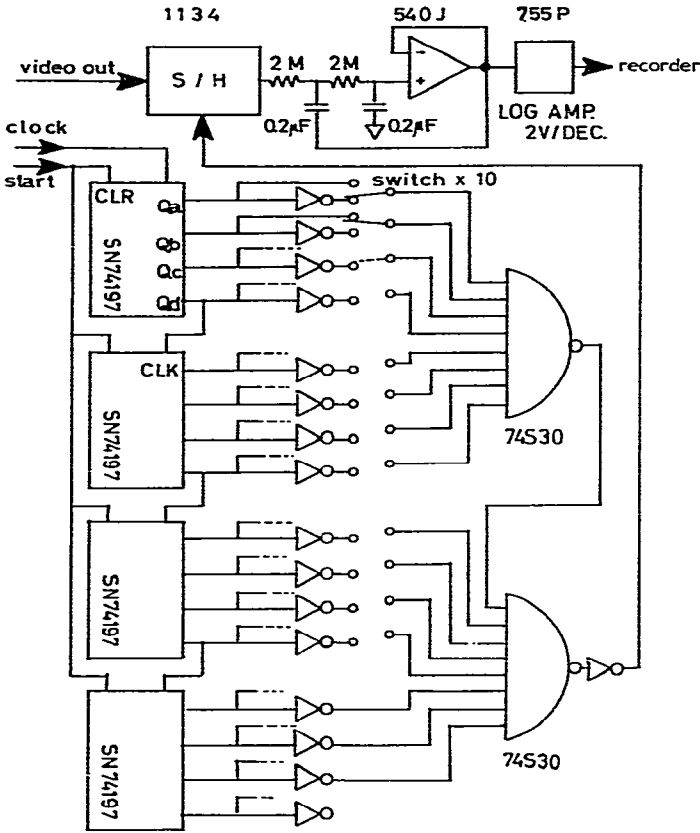 1134
540J
755P
video out
S / H
2 M
2M
−
+
recorder
0.2μF
0.2μF
LOG AMP.
2V/DEC.
clock
start
switch x 10
CLR
Qa
Qb
Qc
Qd
SN74197
CLK
SN74197
74S30
SN74197
SN74197
74S30